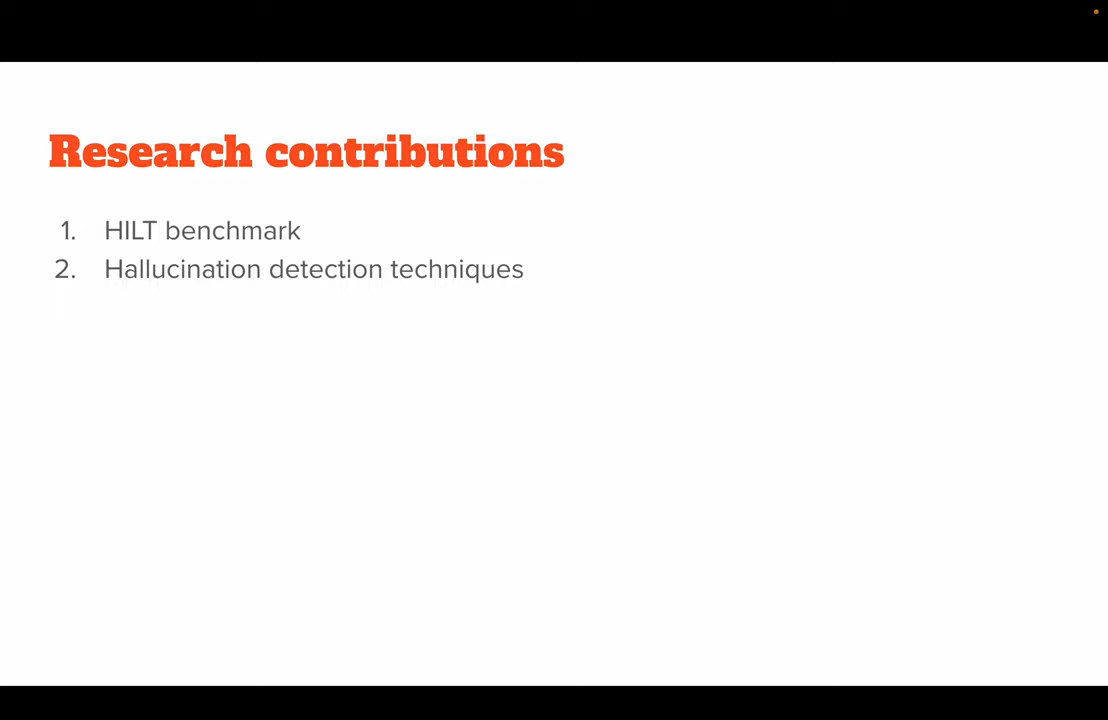 Research contributions
1. HILT benchmark
2. Hallucination detection techniques